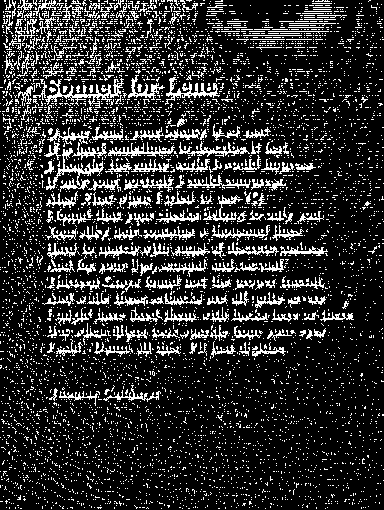 Sonnet for Lena
O dear Lena, your beauty is so vast
It is hard sometimes to describe it fast.
I thought the entire world I would impress
If only your portrait I could compress.
Alas! First when I tried to use VQ
I found that your cheeks belong to only you.
Your silky hair contains a thousand lines
Hard to match with sums of discrete cosines.
And for your lips, sensual and tactual
Thirteen Crays found not the proper fractal.
And while these setbacks are all quite severe
I might have fixed them with hacks here or there
But when filters took sparkle from your eyes
I said, 'Damn all this. I'll just digitize.'
Thomas Colthurst